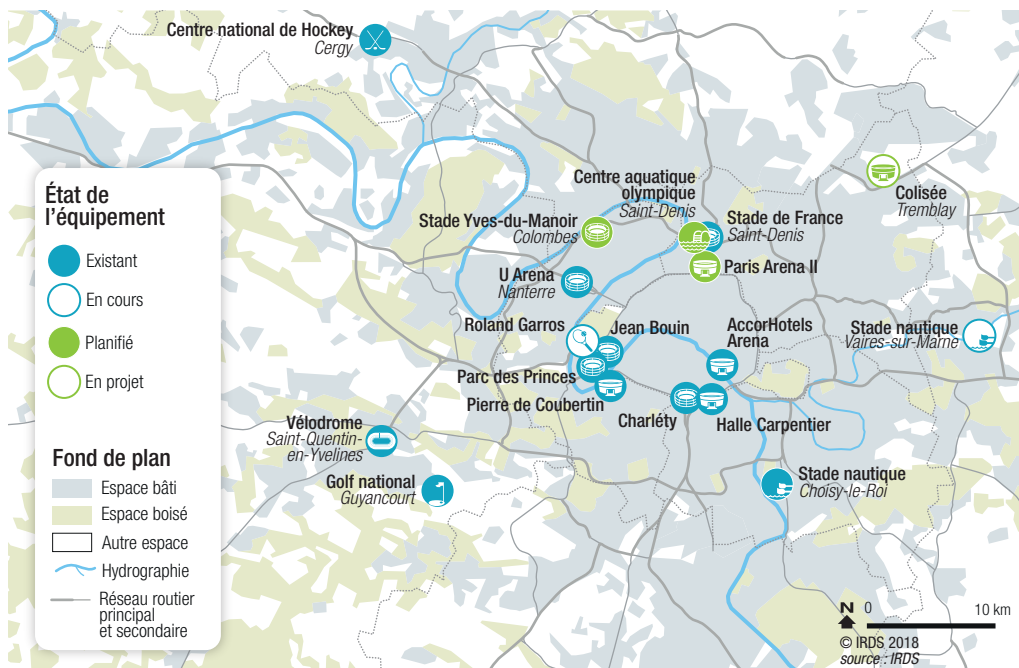 Centre national de Hockey
Cergy
État de
l'équipement
Existant
En cours
Planifié
En projet
Fond de plan
Espace bâti
Espace boisé
Autre espace
Hydrographie
Réseau routier
principal
et secondaire
Centre aquatique
olympique
Saint-Denis
Colisée
Tremblay
Stade Yves-du-Manoir
Colombes
Stade de France
Saint-Denis
U Arena
Nanterre
Paris Arena II
Roland Garros
Jean Bouin
AccorHotels
Arena
Stade nautique
Vaires-sur-Marne
Parc des Princes
Pierre de Coubertin
Charléty
Halle Carpentier
Vélodrome
Saint-Quentin-
en-Yvelines
Golf national
Guyancourt
Stade nautique
Choisy-le-Roi
N 0 10 km
© IRDS 2018
source : IRDS